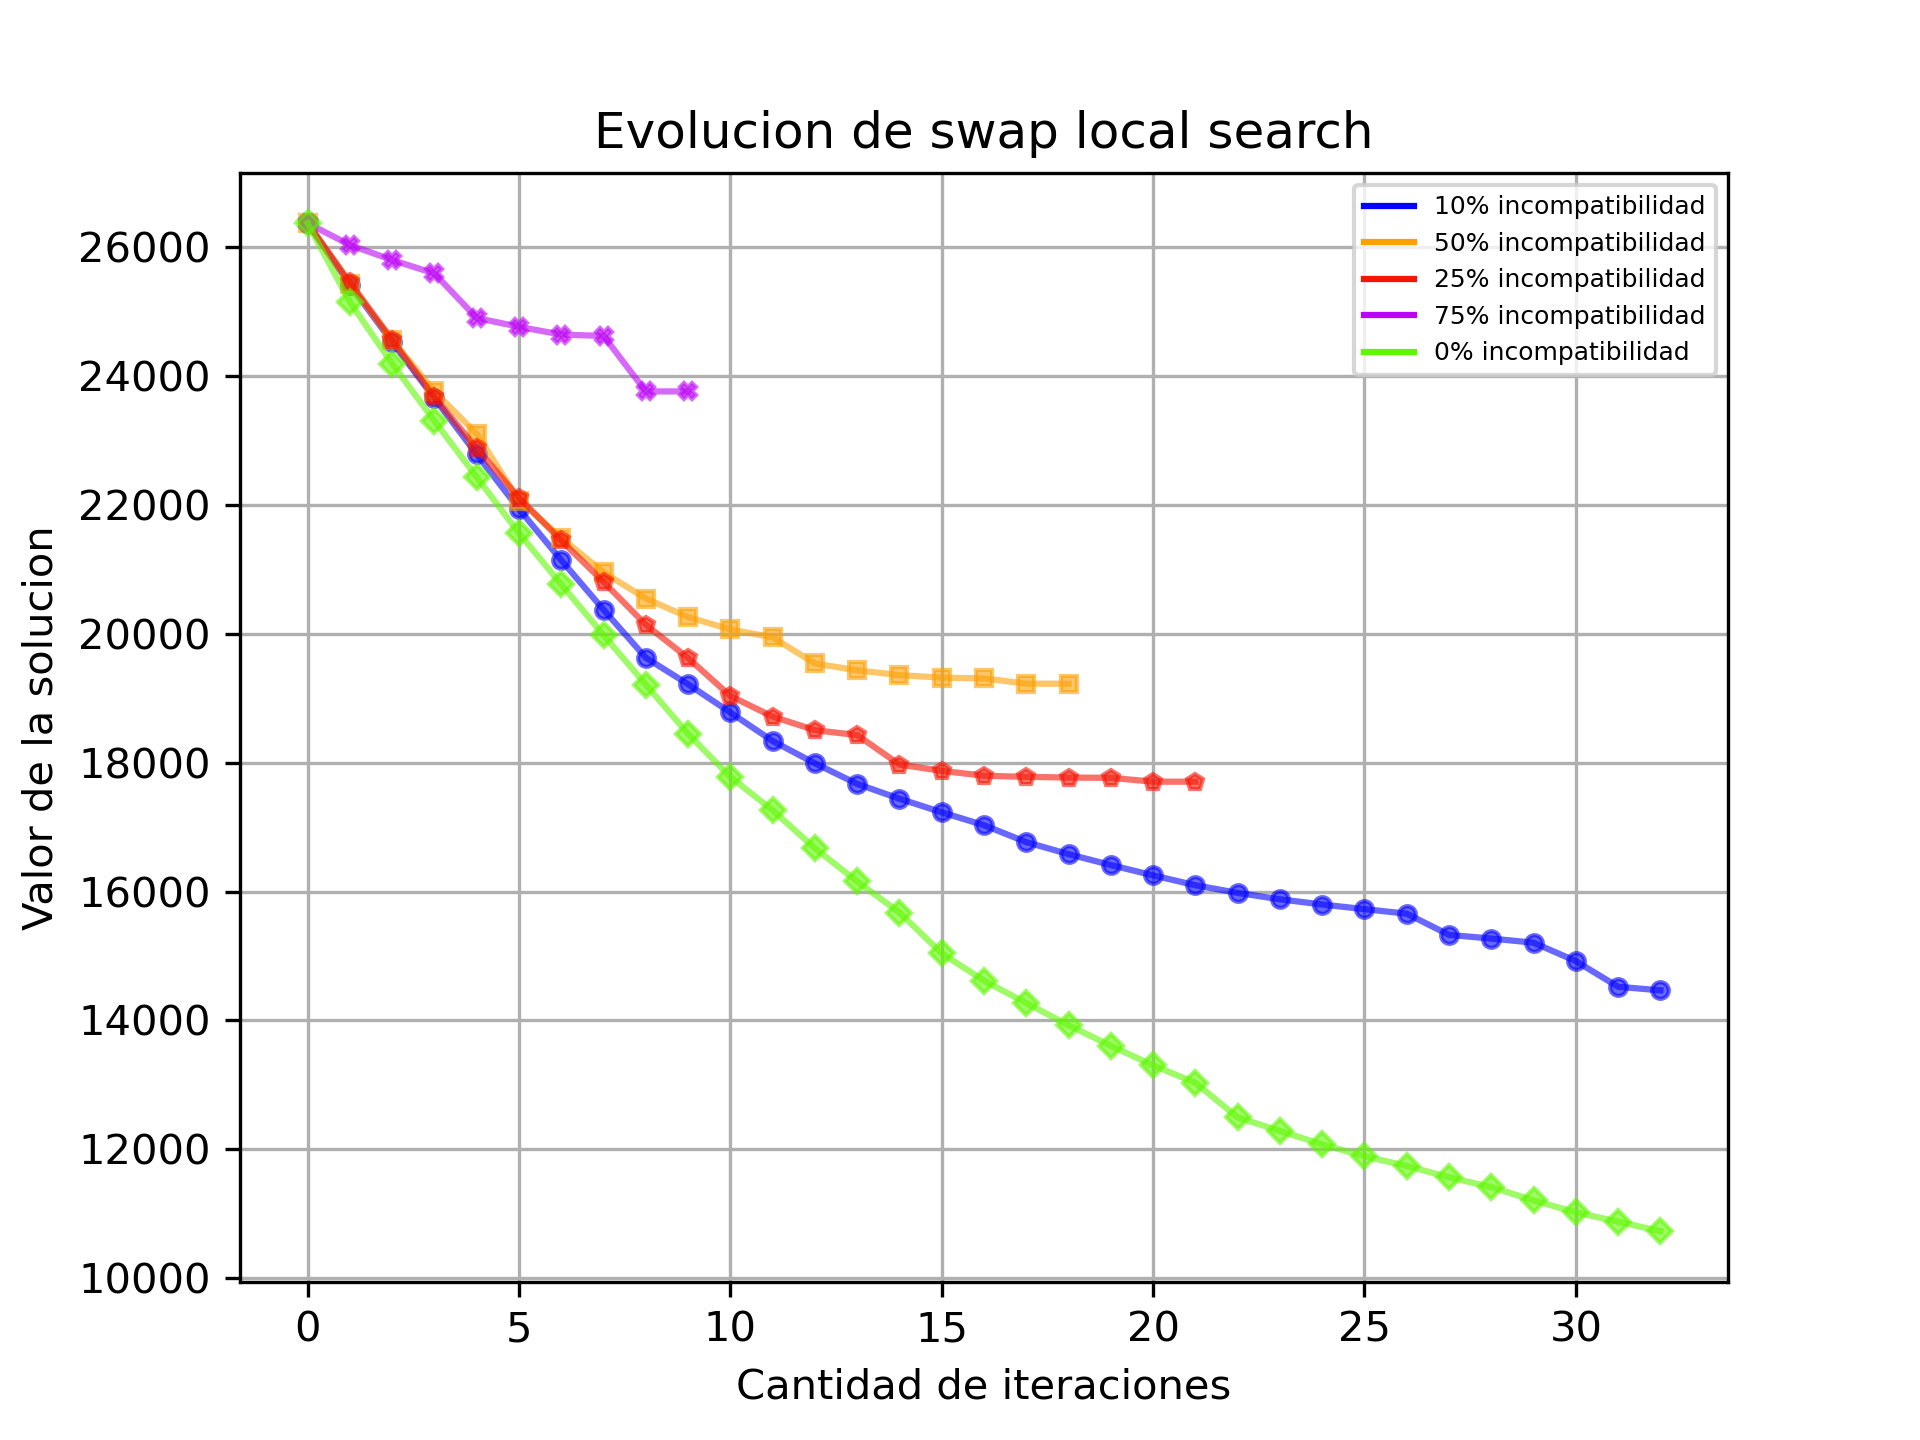 Evolucion de swap local search
10% incompatibilidad
50% incompatibilidad
25% incompatibilidad
75% incompatibilidad
0% incompatibilidad
Valor de la solucion
26000
24000
22000
20000
18000
16000
14000
12000
10000
0 5 10 15 20 25 30
Cantidad de iteraciones